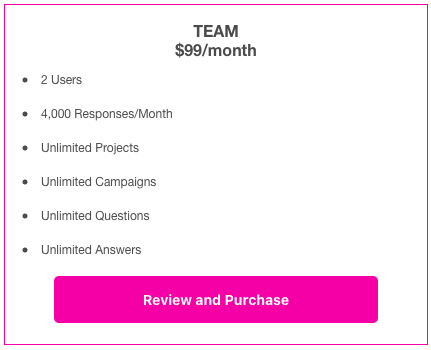 TEAM
$99/month
2 Users
4,000 Responses/Month
Unlimited Projects
Unlimited Campaigns
Unlimited Questions
Unlimited Answers
Review and Purchase